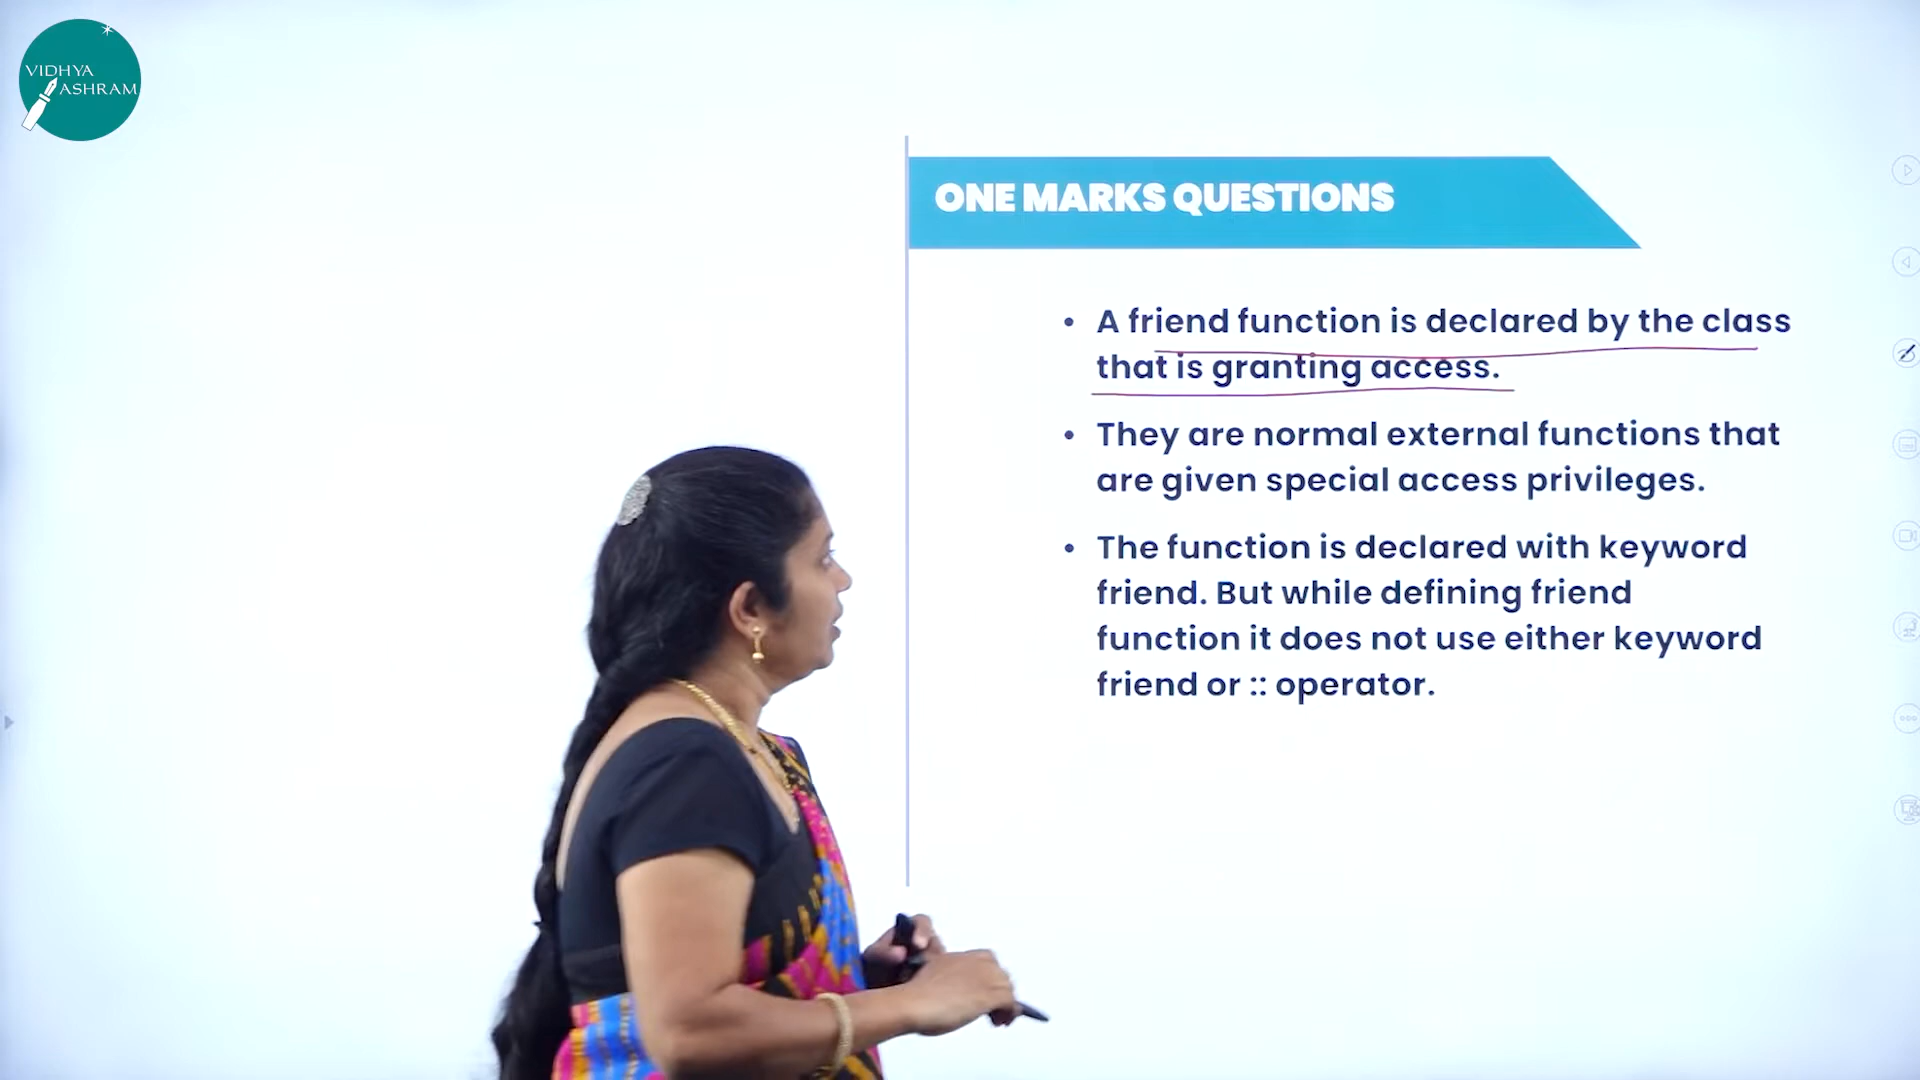 VIDHYA
ASHRAM
ONE MARKS QUESTIONS
• A friend function is declared by the class
that is granting access.
• They are normal external functions that
are given special access privileges.
• The function is declared with keyword
friend. But while defining friend
function it does not use either keyword
friend or :: operator.